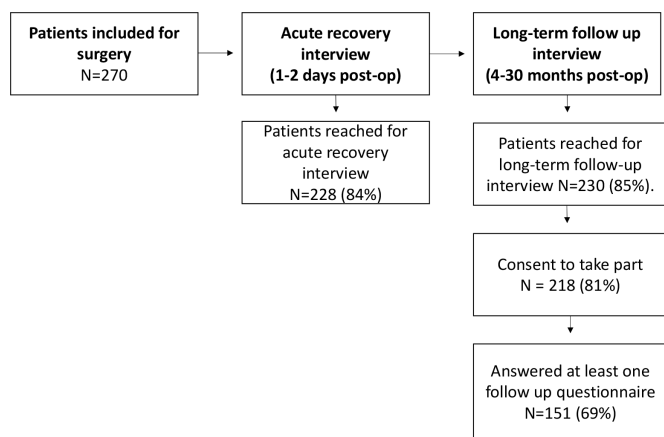 Patients included for
surgery
N=270
Acute recovery
interview
(1-2 days post-op)
Long-term follow up
interview
(4-30 months post-op)
Patients reached for
acute recovery
interview
N=228 (84%)
Patients reached for
long-term follow-up
interview N=230 (85%).
Consent to take part
N = 218 (81%)
Answered at least one
follow up questionnaire
N=151 (69%)